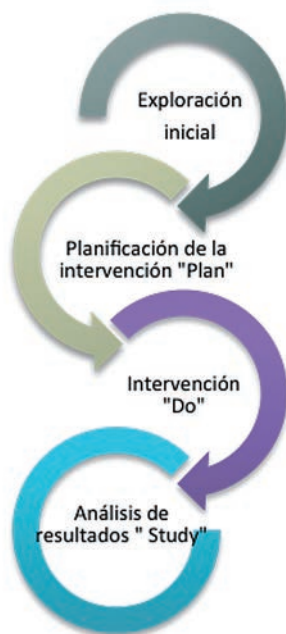 Exploración
inicial
Planificación de la
intervención "Plan"
Intervención
"Do"
Análisis de
resultados " Study"